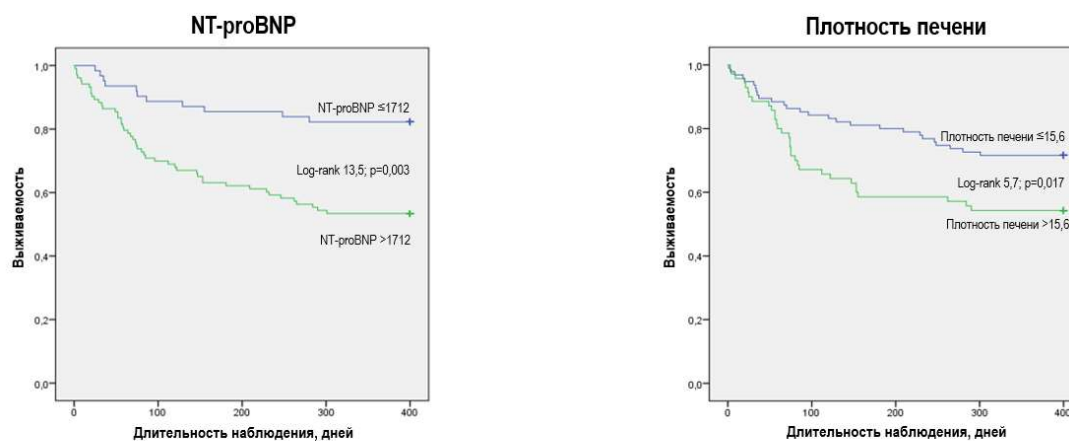 NT-proBNP
1,0
0,8
0,6
0,4
0,2
0,0
Выживаемость
NT-proBNP ≤1712
Log-rank 13,5; p=0,003
NT-proBNP >1712
0 100 200 300 400
Длительность наблюдения, дней
Плотность печени
1,0
0,8
0,6
0,4
0,2
0,0
Выживаемость
Плотность печени ≤15,6
Log-rank 5,7; p=0,017
Плотность печени >15,6
0 100 200 300 400
Длительность наблюдения, дней